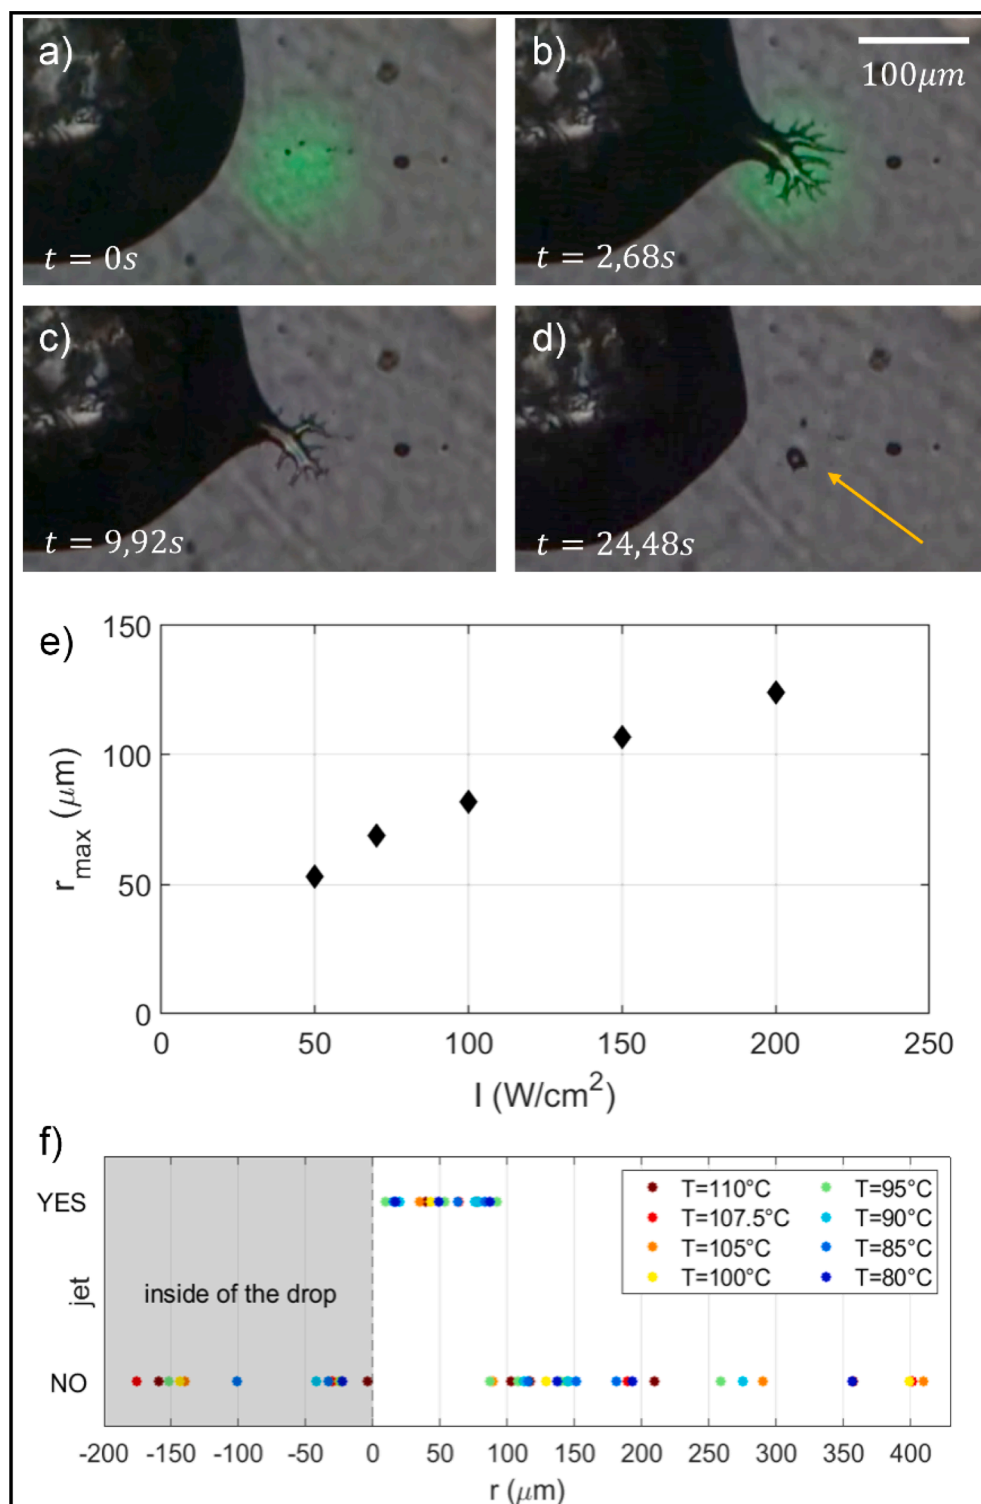 a)
t = 0s
b)
100μm
t = 2,68s
c)
t = 9,92s
d)
t = 24,48s
e)
150
100
50
0
r_max (μm)
0 50 100 150 200 250
I (W/cm²)
f)
YES
jet
NO
inside of the drop
T=110°C
T=107.5°C
T=105°C
T=100°C
T=95°C
T=90°C
T=85°C
T=80°C
-200 -150 -100 -50 0 50 100 150 200 250 300 350 400
r (μm)